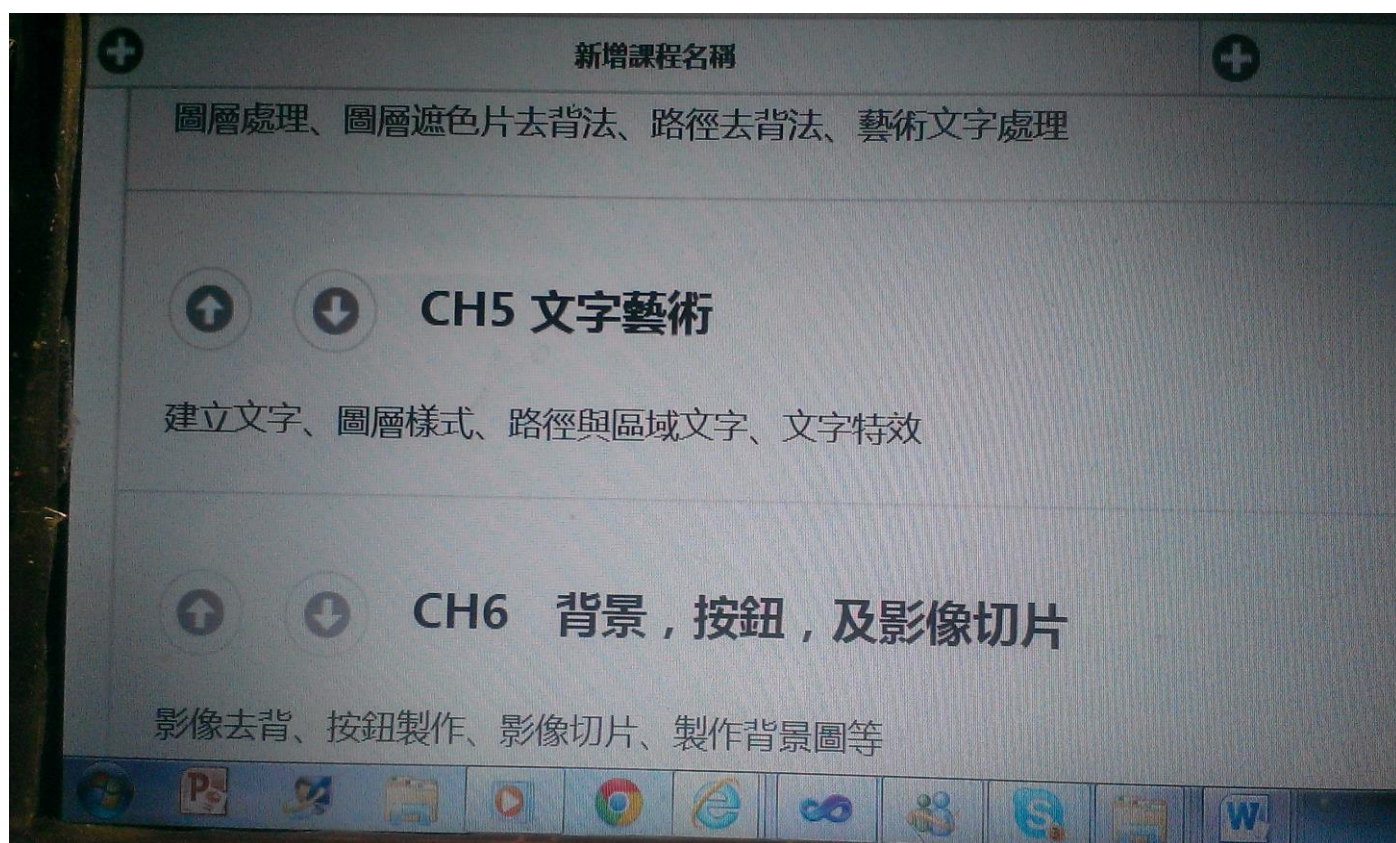 新增課程名稱
圖層處理、圖層遮色片去背法、路徑去背法、藝術文字處理
CH5 文字藝術
建立文字、圖層樣式、路徑與區域文字、文字特效
CH6　背景，按鈕，及影像切片
影像去背、按鈕製作、影像切片、製作背景圖等